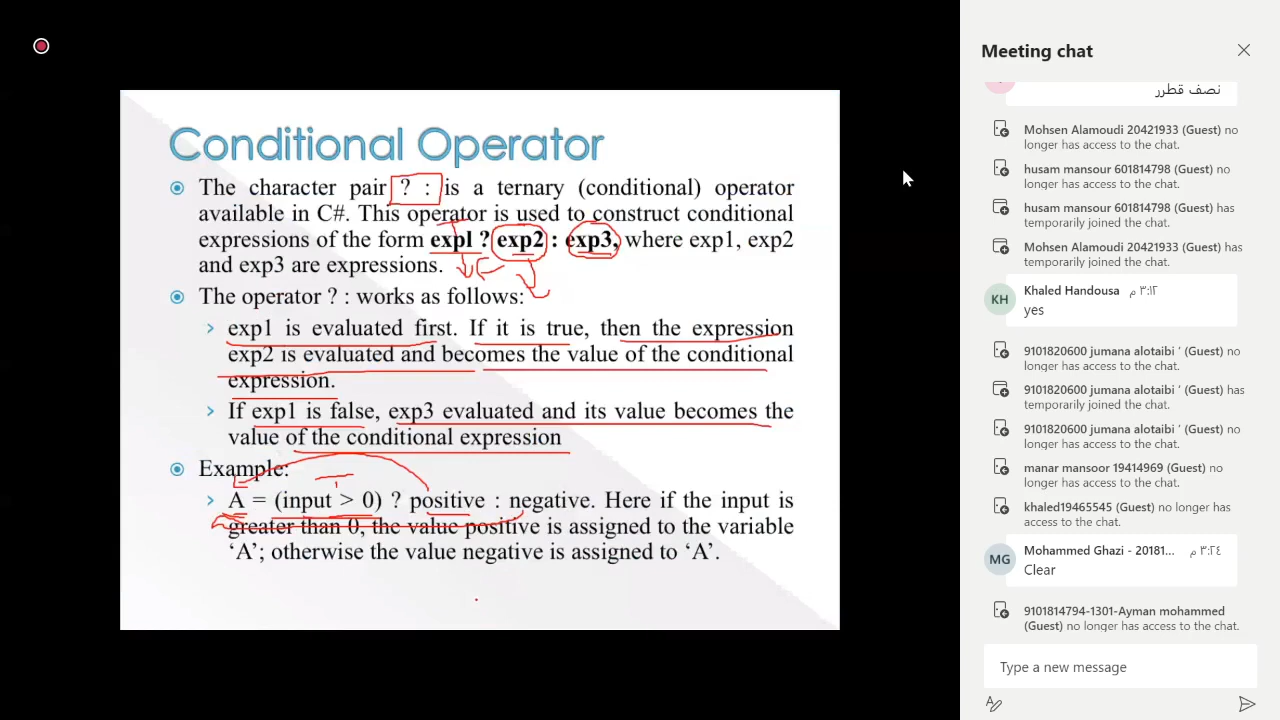 Conditional Operator
The character pair ? : is a ternary (conditional) operator
available in C#. This operator is used to construct conditional
expressions of the form expl ? exp2 : exp3, where exp1, exp2
and exp3 are expressions.
The operator ? : works as follows:
exp1 is evaluated first. If it is true, then the expression
exp2 is evaluated and becomes the value of the conditional
expression.
If exp1 is false, exp3 evaluated and its value becomes the
value of the conditional expression
Example:
A = (input > 0) ? positive : negative. Here if the input is
greater than 0, the value positive is assigned to the variable
‘A’; otherwise the value negative is assigned to ‘A’.
Meeting chat
نصف قطرر
Mohsen Alamoudi 20421933 (Guest) no
longer has access to the chat.
husam mansour 601814798 (Guest) no
longer has access to the chat.
husam mansour 601814798 (Guest) has
temporarily joined the chat.
Mohsen Alamoudi 20421933 (Guest) has
temporarily joined the chat.
KH
Khaled Handousa ٣:١٢ م
yes
9101820600 jumana alotaibi ‘ (Guest) no
longer has access to the chat.
9101820600 jumana alotaibi ‘ (Guest) has
temporarily joined the chat.
9101820600 jumana alotaibi ‘ (Guest) no
longer has access to the chat.
manar mansoor 19414969 (Guest) no
longer has access to the chat.
khaled19465545 (Guest) no longer has
access to the chat.
MG
Mohammed Ghazi - 20181... ٣:٢٤ م
Clear
9101814794-1301-Ayman mohammed
(Guest) no longer has access to the chat.
Type a new message